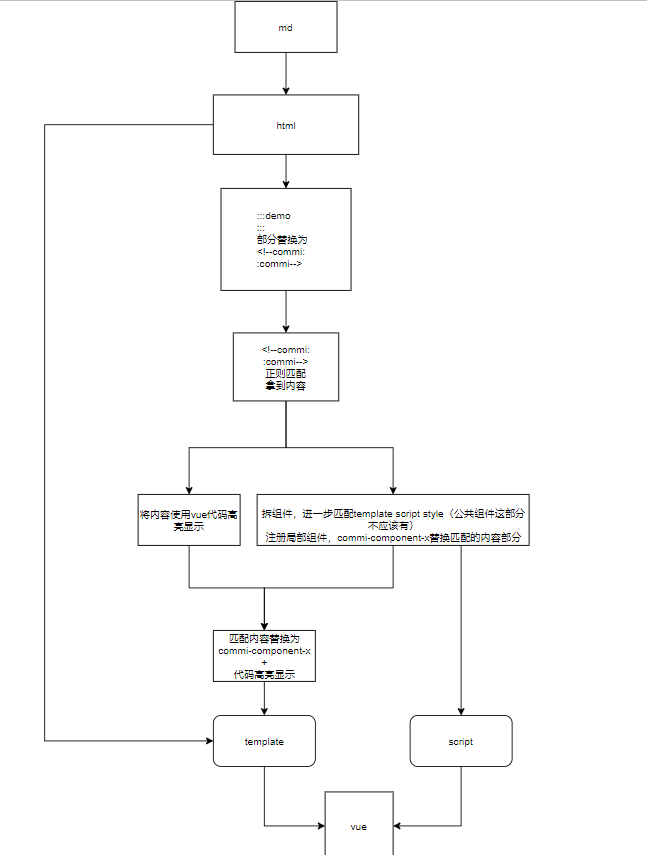 md
html
:::demo
:::
部分替换为
<!--commi:
:commi-->
<!--commi:
:commi-->
正则匹配
拿到内容
将内容使用vue代码高
亮显示
拆组件，进一步匹配template script style（公共组件这部分
不应该有）
注册局部组件，commi-component-x替换匹配的内容部分
匹配内容替换为
commi-component-x
+
代码高亮显示
template
script
vue